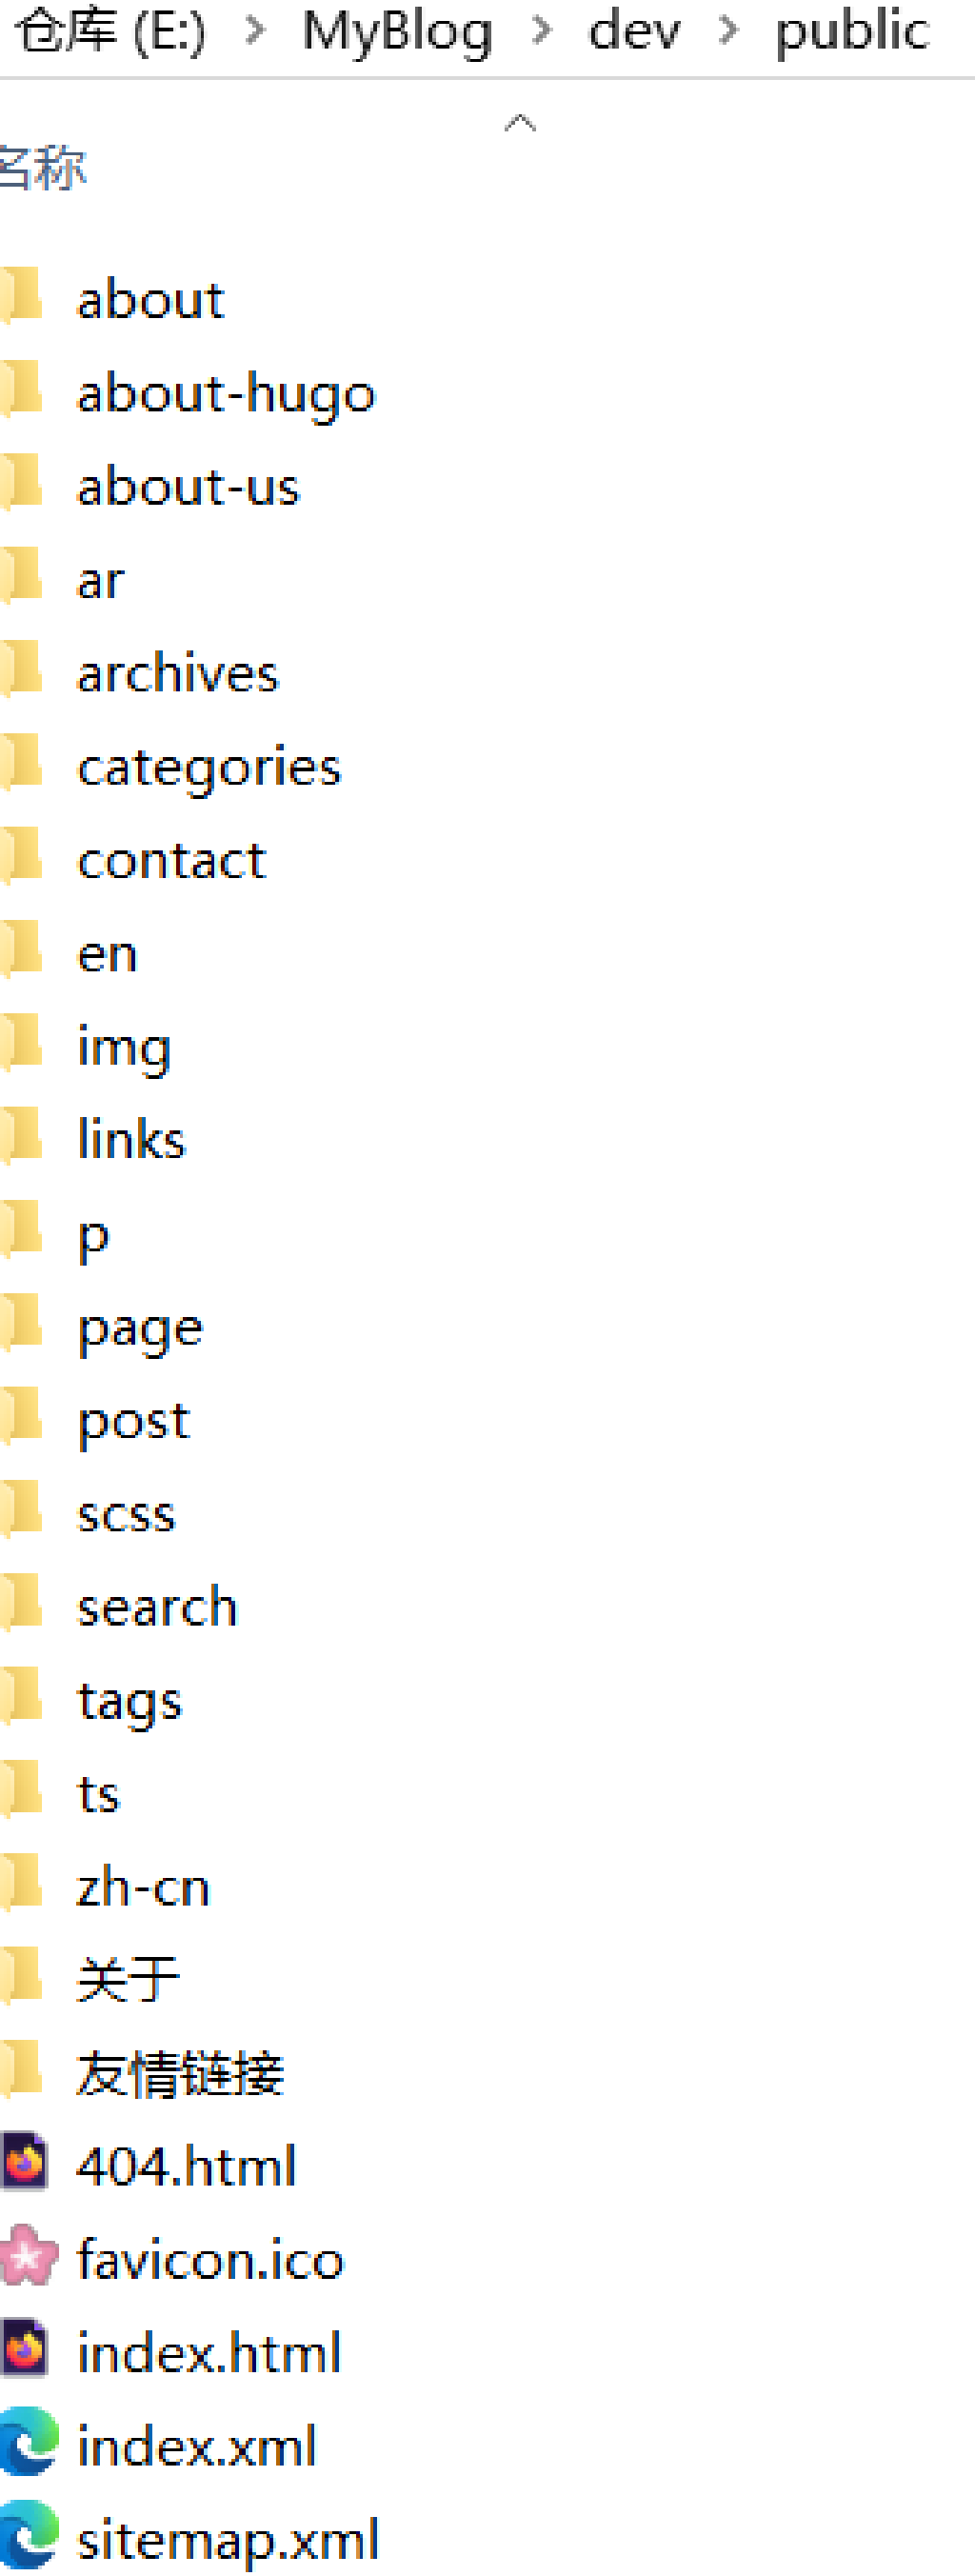 仓库 (E:) > MyBlog > dev > public
名称
about
about-hugo
about-us
ar
archives
categories
contact
en
img
links
p
page
post
scss
search
tags
ts
zh-cn
关于
友情链接
404.html
favicon.ico
index.html
index.xml
sitemap.xml